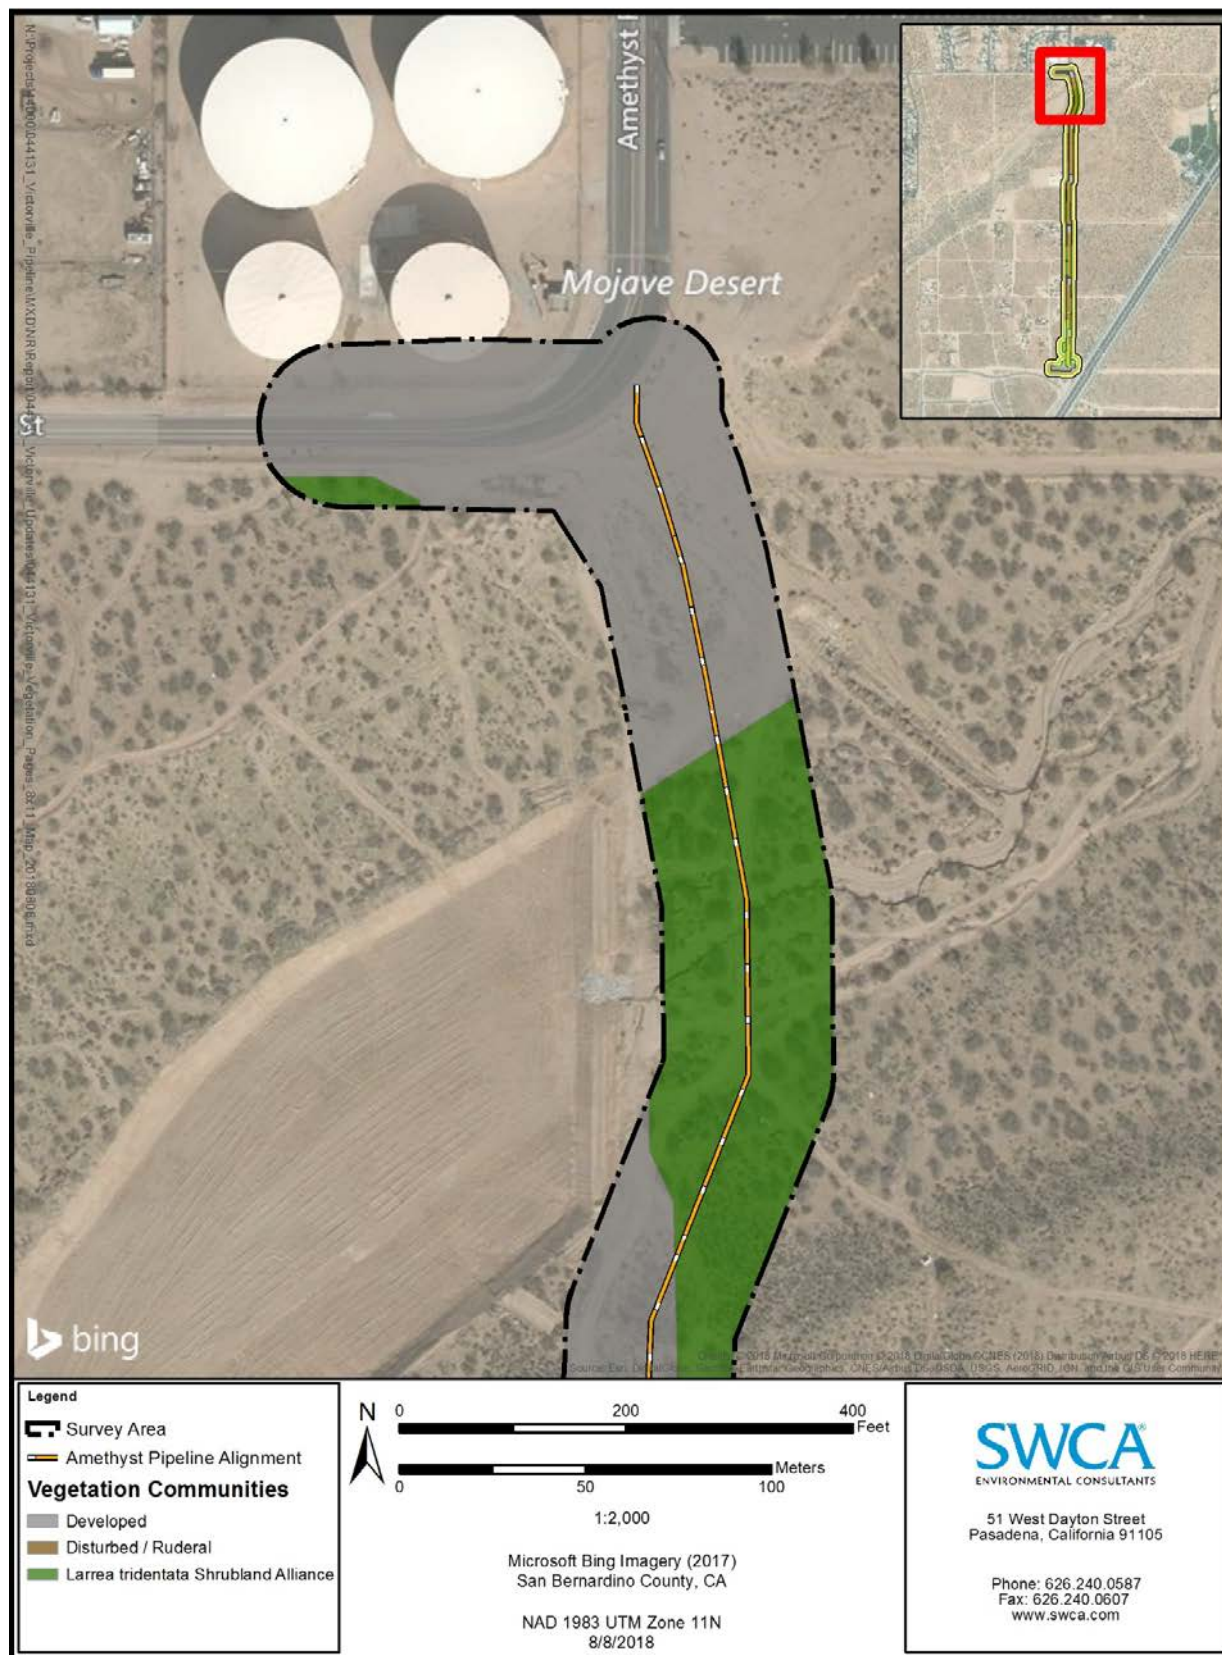 Amethyst
Mojave Desert
St
bing
Legend
Survey Area
Amethyst Pipeline Alignment
Vegetation Communities
Developed
Disturbed / Ruderal
Larrea tridentata Shrubland Alliance
N
0 200 400
Feet
Meters
0 50 100
1:2,000
Microsoft Bing Imagery (2017)
San Bernardino County, CA
NAD 1983 UTM Zone 11N
8/8/2018
SWCA®
ENVIRONMENTAL CONSULTANTS
51 West Dayton Street
Pasadena, California 91105
Phone: 626.240.0587
Fax: 626.240.0607
www.swca.com